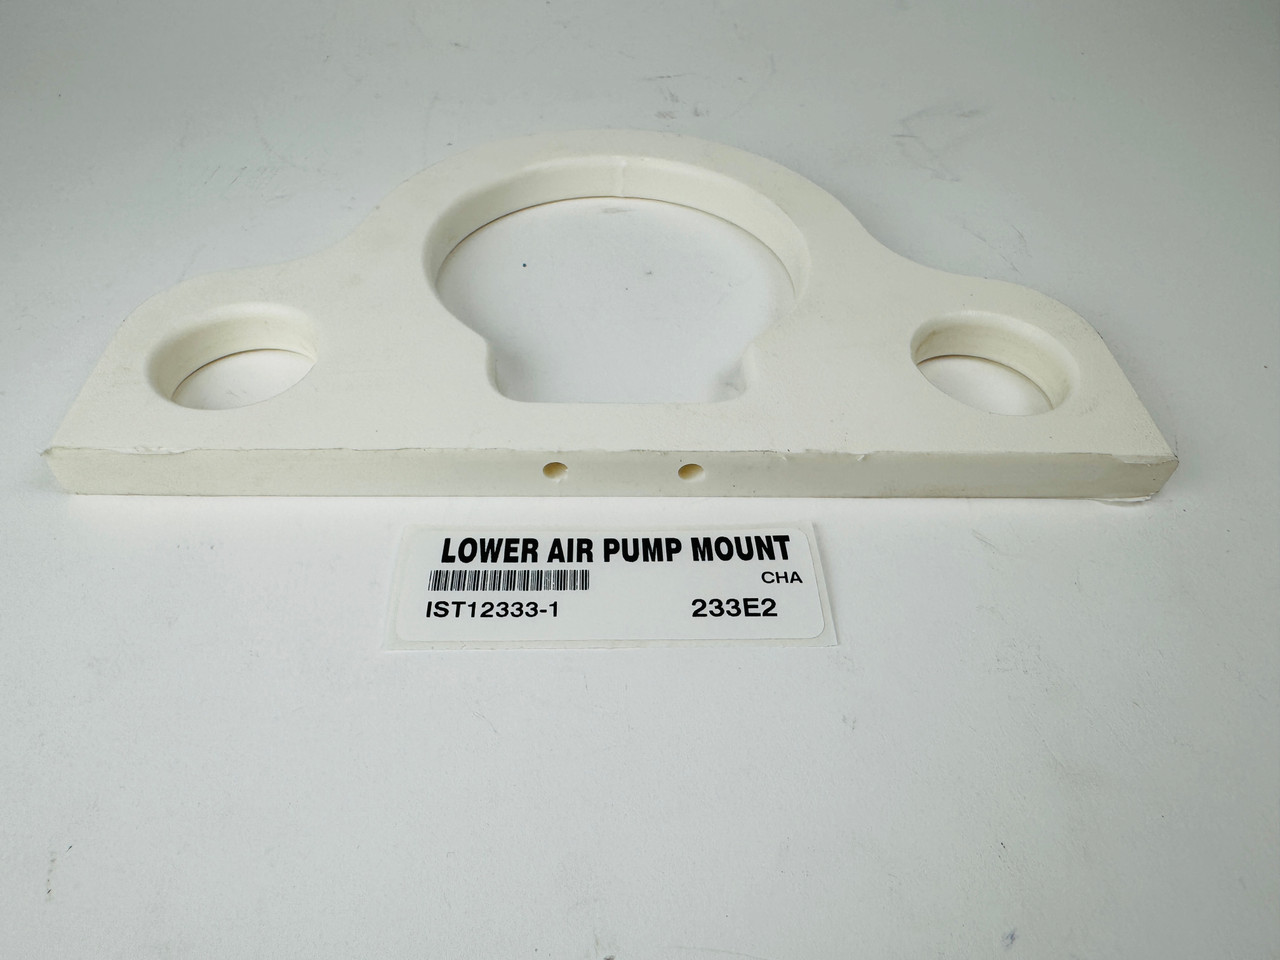 LOWER AIR PUMP MOUNT
CHA
IST12333-1 233E2